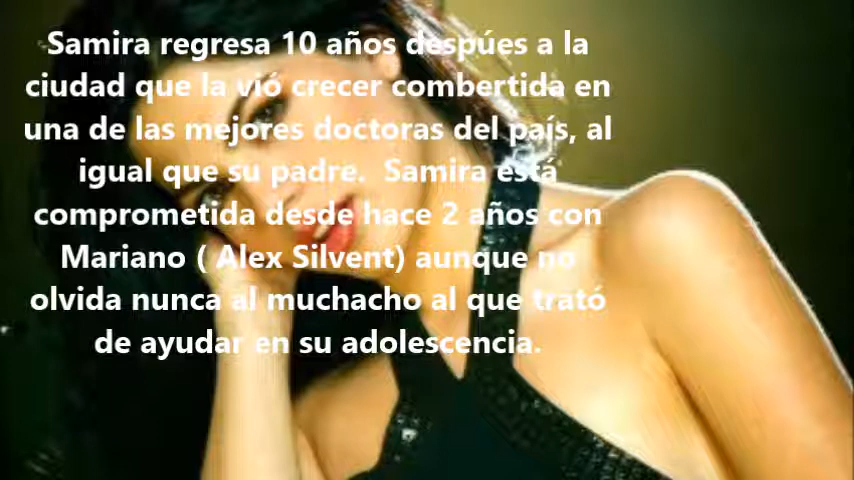 Samira regresa 10 años despúes a la
ciudad que la vió crecer combertida en
una de las mejores doctoras del país, al
igual que su padre.  Samira está
comprometida desde hace 2 años con
Mariano ( Alex Silvent) aunque no
olvida nunca al muchacho al que trató
de ayudar en su adolescencia.